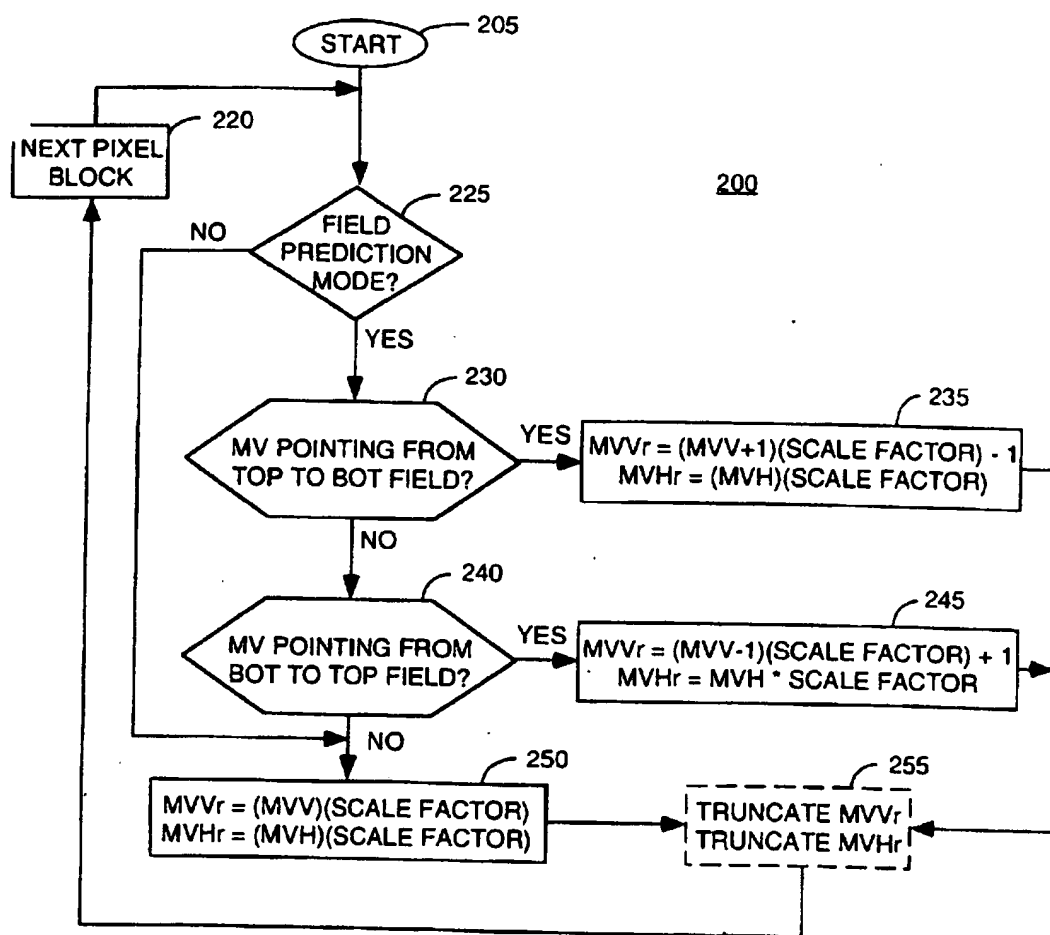 START
205
NEXT PIXEL
BLOCK
220
200
FIELD
PREDICTION
MODE?
225
NO
YES
230
MV POINTING FROM
TOP TO BOT FIELD?
YES
235
MVVr = (MVV+1)(SCALE FACTOR) - 1
MVHr = (MVH)(SCALE FACTOR)
NO
240
MV POINTING FROM
BOT TO TOP FIELD?
YES
245
MVVr = (MVV-1)(SCALE FACTOR) + 1
MVHr = MVH * SCALE FACTOR
NO
250
MVVr = (MVV)(SCALE FACTOR)
MVHr = (MVH)(SCALE FACTOR)
255
TRUNCATE MVVr
TRUNCATE MVHr